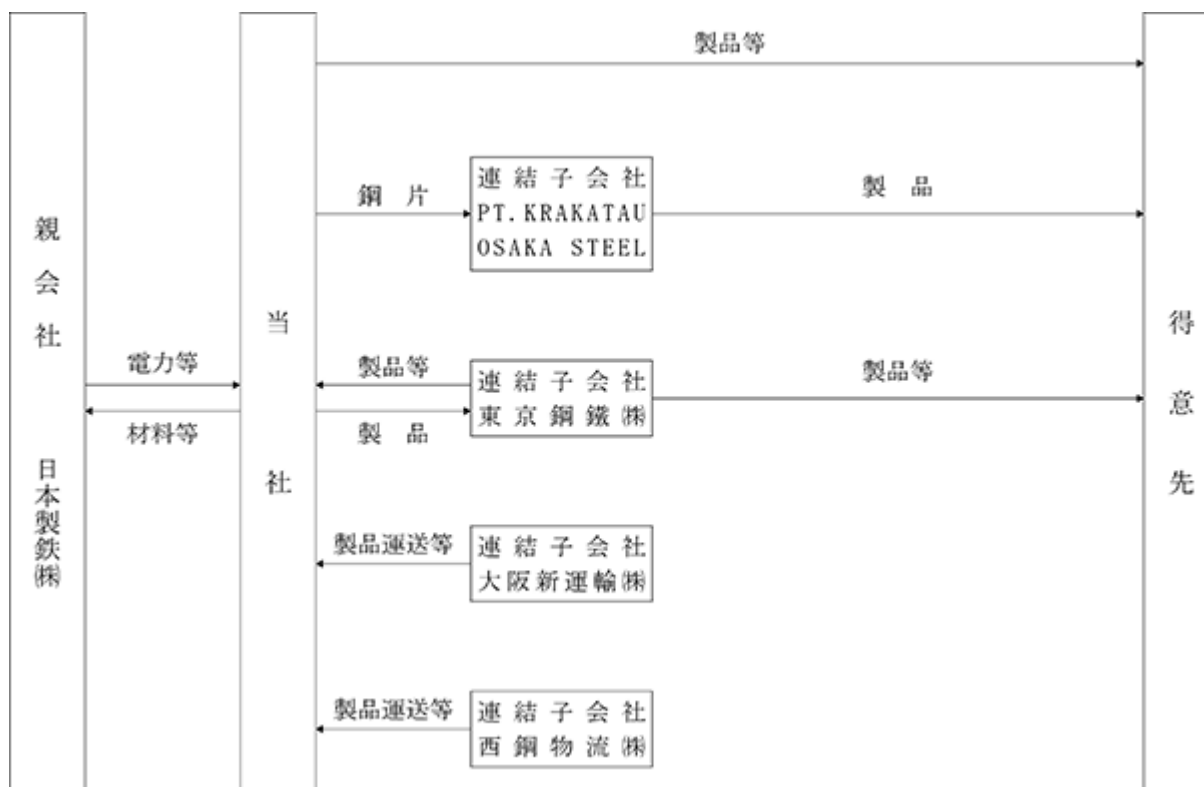 製品等
鋼片
連結子会社
PT.KRAKATAU
OSAKA STEEL
製品
親会社
日本製鉄㈱
当社
得意先
電力等
材料等
製品等
製品
連結子会社
東京鋼鐵㈱
製品等
製品運送等
連結子会社
大阪新運輸㈱
製品運送等
連結子会社
西鋼物流㈱